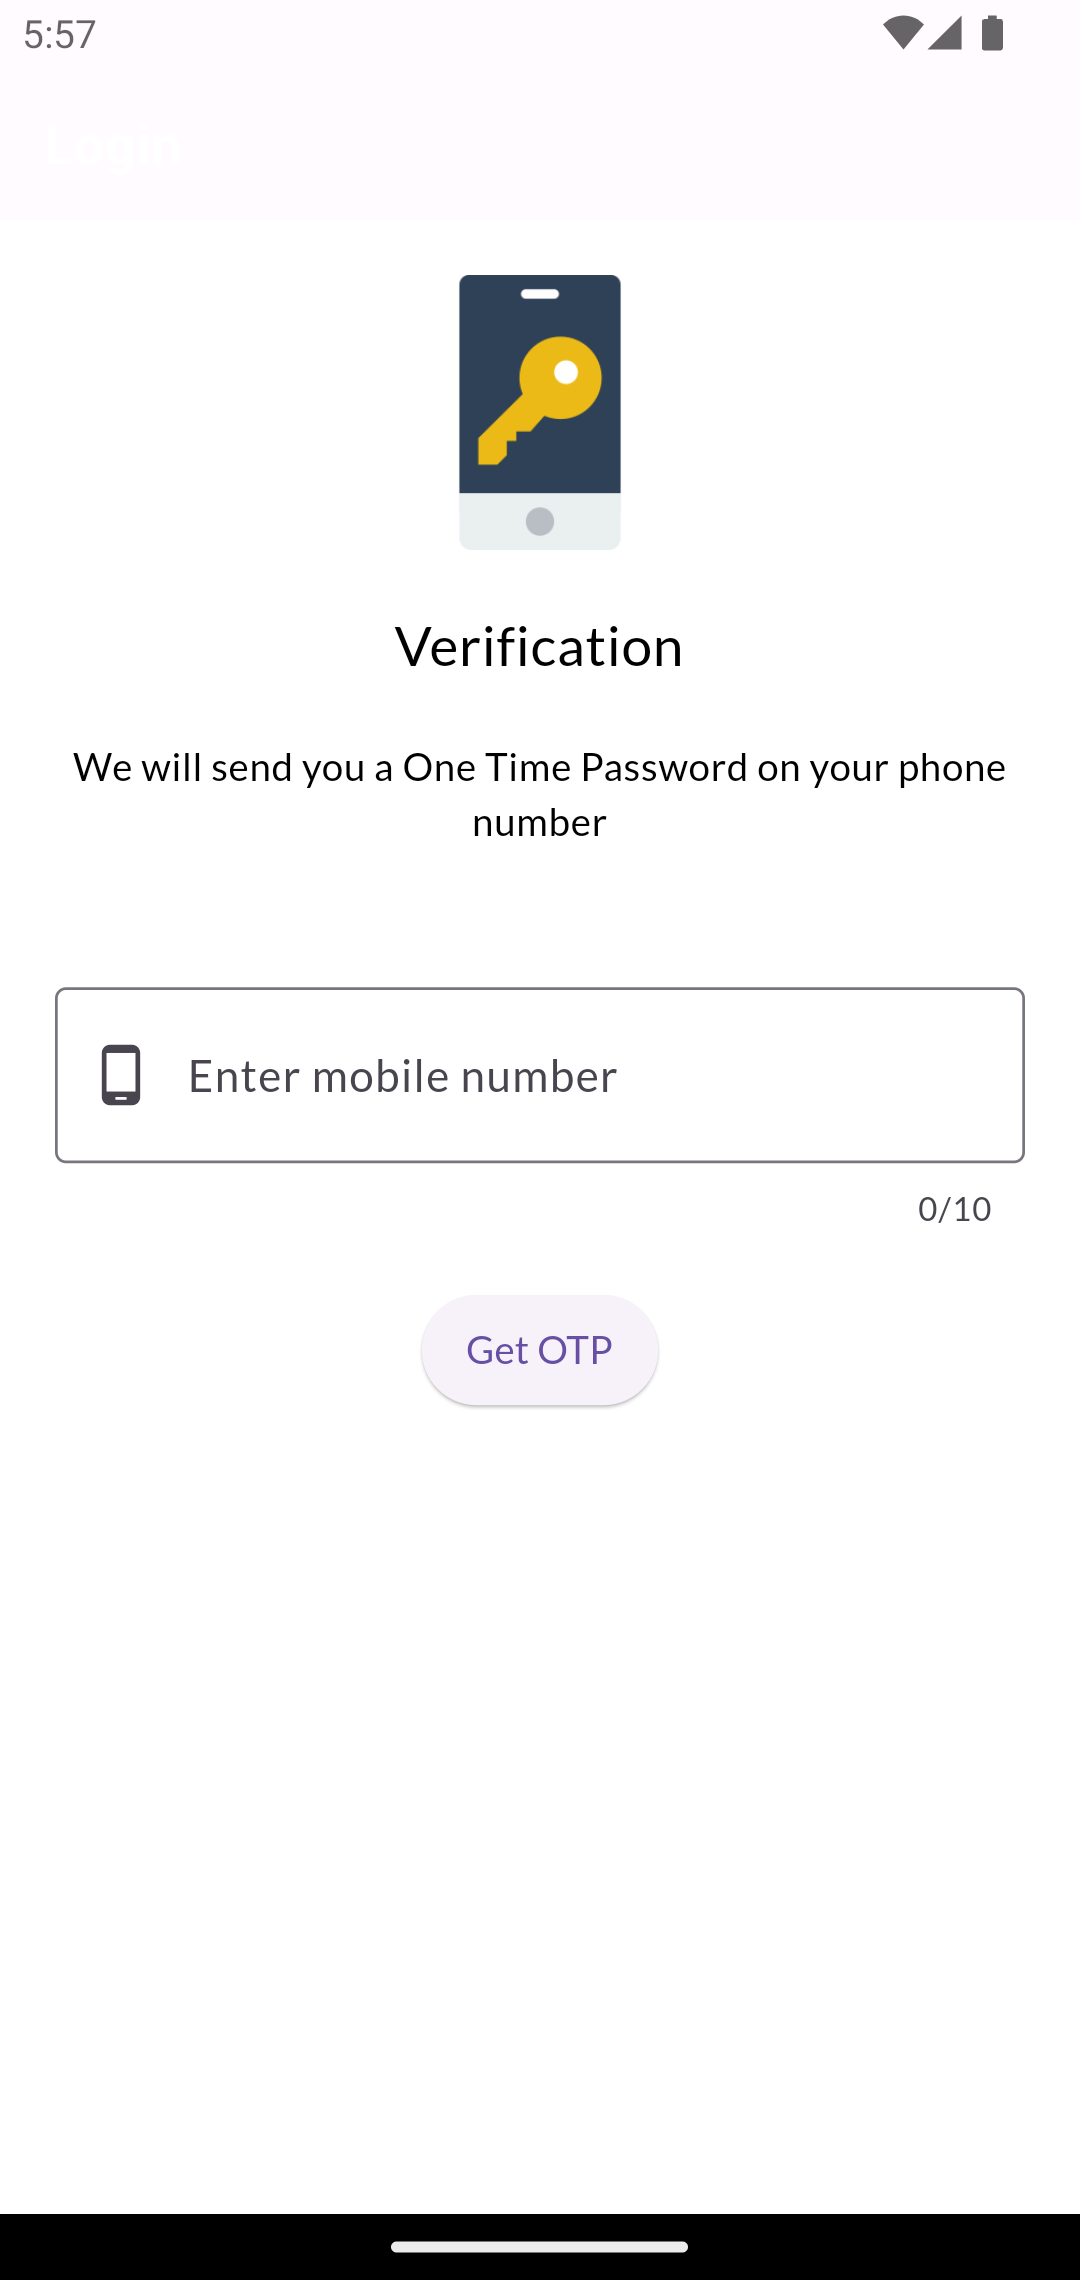 5:57
Login
Verification
We will send you a One Time Password on your phone
number
Enter mobile number
0/10
Get OTP